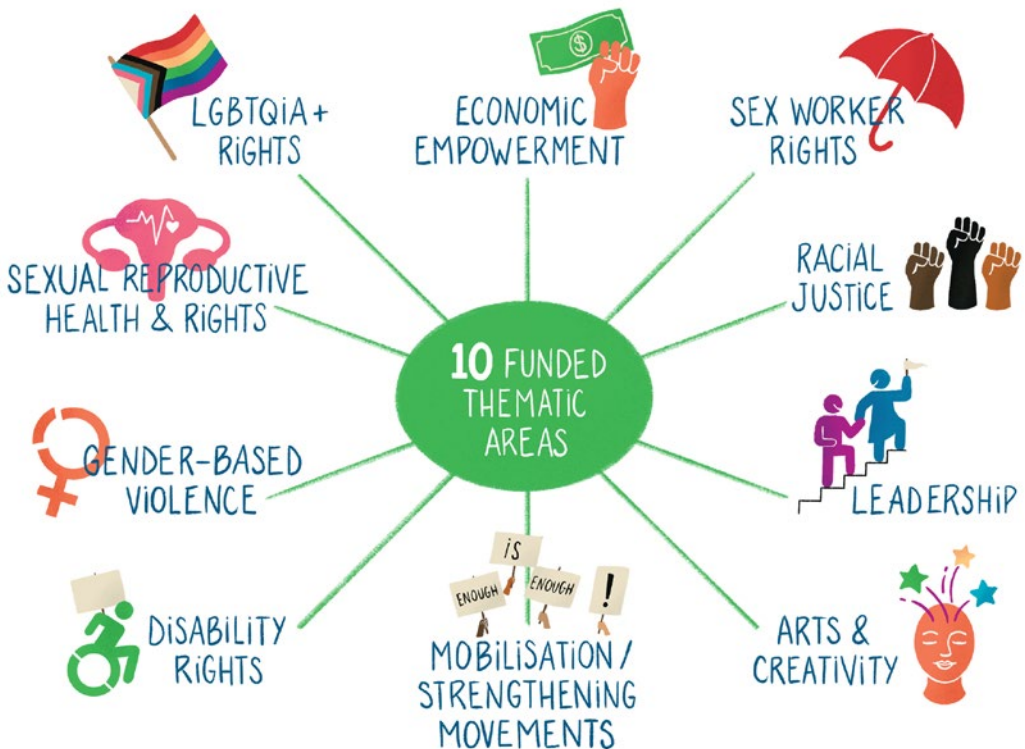 LGBTQiA+
RiGHTS
$
ECONOMiC
EMPOWERMENT
SEX WORKER
RiGHTS
SEXUAL REPRODUCTiVE
HEALTH & RiGHTS
RACIAL
JUSTiCE
10 FUNDED
THEMATiC
AREAS
GENDER-BASED
ViOLENCE
LEADERSHiP
iS
ENOUGH
ENOUGH
!
DiSABiLiTY
RiGHTS
MOBiLiSATiON/
STRENGTHENiNG
MOVEMENTS
ARTS &
CREATiViTY